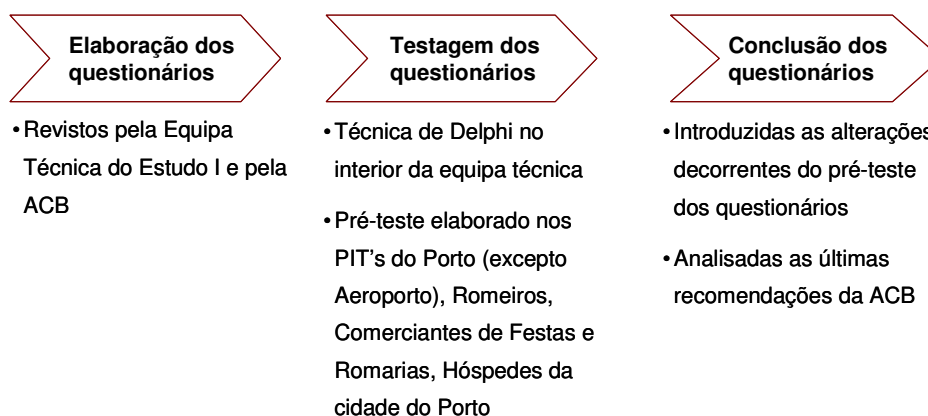 Elaboração dos
questionários
• Revistos pela Equipa
Técnica do Estudo I e pela
ACB
Testagem dos
questionários
• Técnica de Delphi no
interior da equipa técnica
• Pré-teste elaborado nos
PIT's do Porto (excepto
Aeroporto), Romeiros,
Comerciantes de Festas e
Romarias, Hóspedes da
cidade do Porto
Conclusão dos
questionários
• Introduzidas as alterações
decorrentes do pré-teste
dos questionários
• Analisadas as últimas
recomendações da ACB